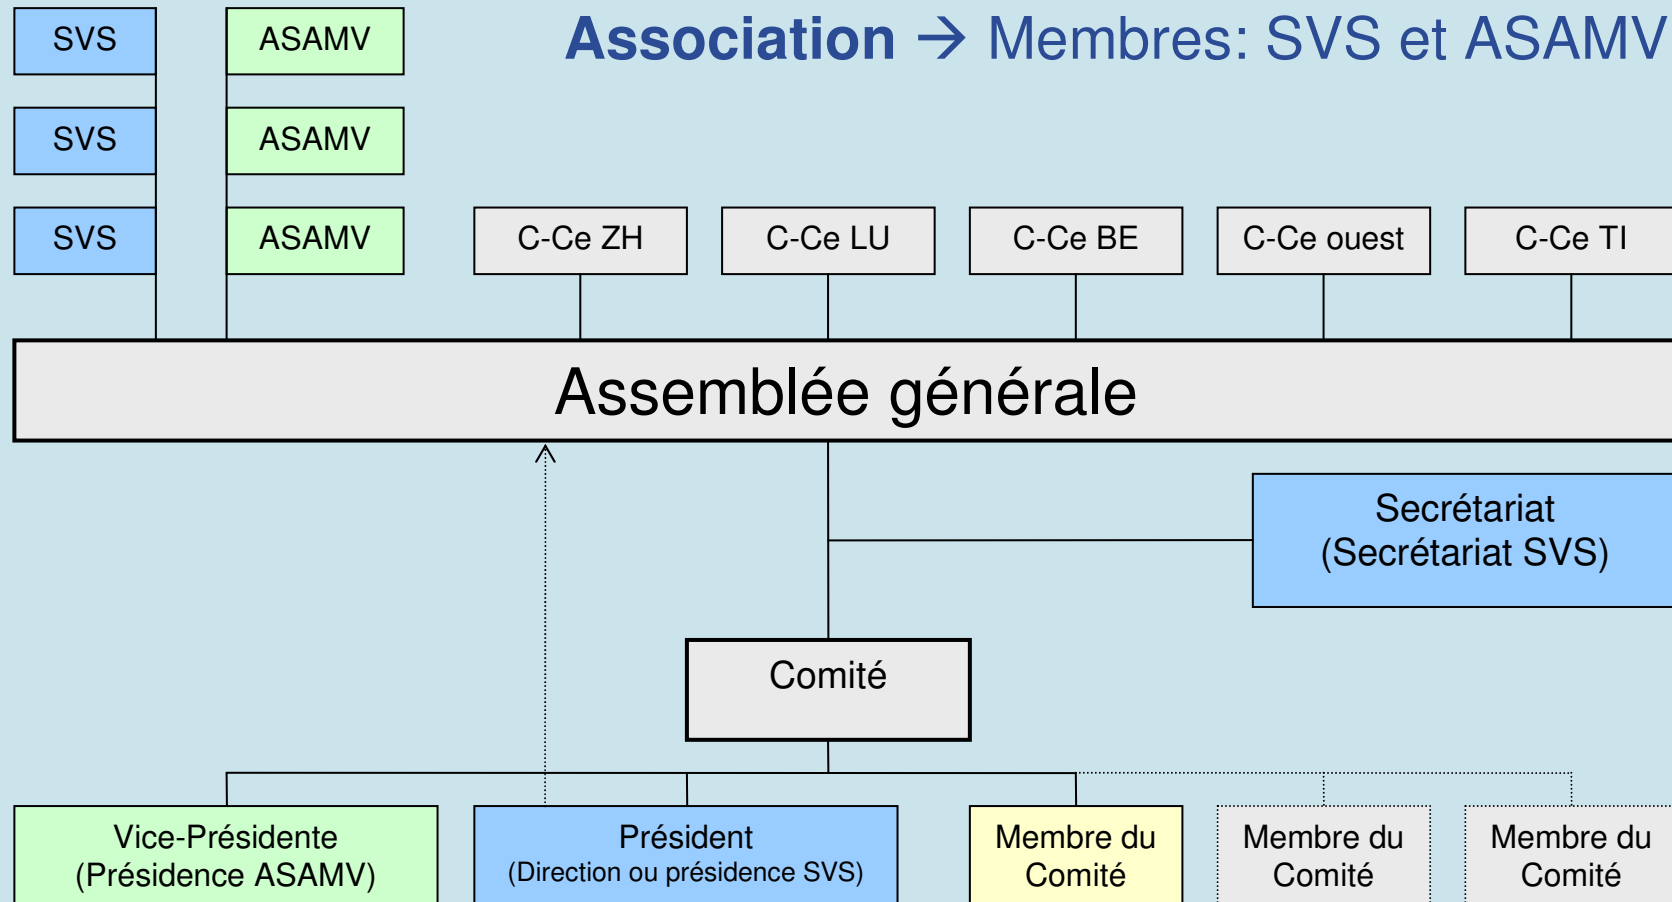 Association → Membres: SVS et ASAMV
SVS
ASAMV
SVS
ASAMV
SVS
ASAMV
C-Ce ZH
C-Ce LU
C-Ce BE
C-Ce ouest
C-Ce TI
Assemblée générale
Secrétariat
(Secrétariat SVS)
Comité
Vice-Présidente
(Présidence ASAMV)
Président
(Direction ou présidence SVS)
Membre du
Comité
Membre du
Comité
Membre du
Comité